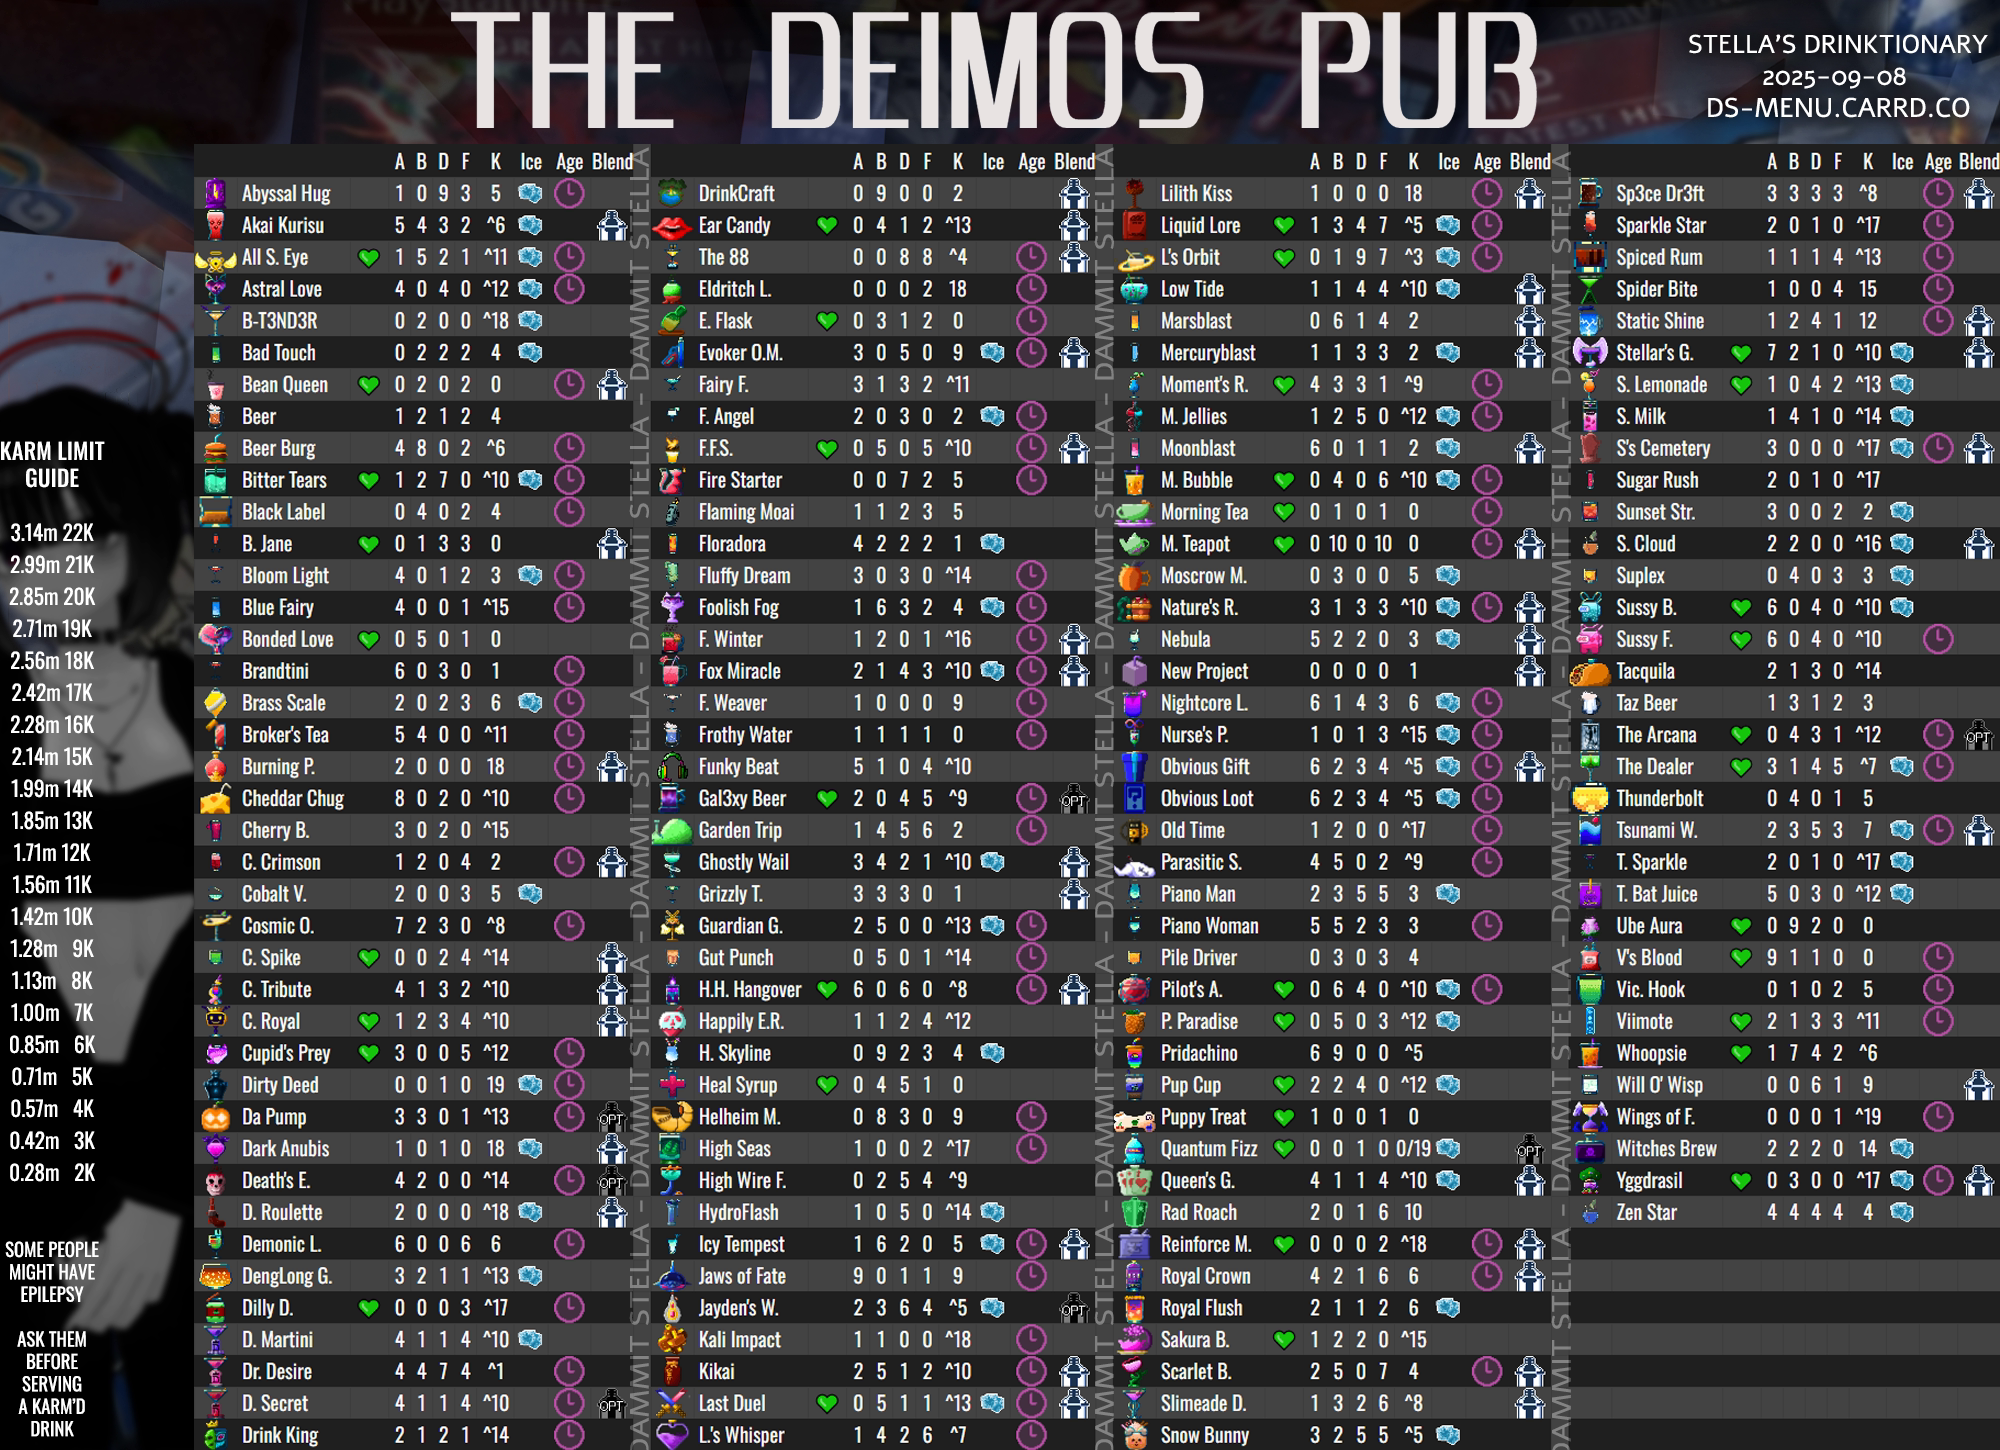 THE DEIMOS PUB
STELLA'S DRINKTIONARY
2025-09-08
DS-MENU.CARRD.CO
KARM LIMIT
GUIDE
3.14m 22K
2.99m 21K
2.85m 20K
2.71m 19K
2.56m 18K
2.42m 17K
2.28m 16K
2.14m 15K
1.99m 14K
1.85m 13K
1.71m 12K
1.56m 11K
1.42m 10K
1.28m 9K
1.13m 8K
1.00m 7K
0.85m 6K
0.71m 5K
0.57m 4K
0.42m 3K
0.28m 2K
SOME PEOPLE
MIGHT HAVE
EPILEPSY
ASK THEM
BEFORE
SERVING
A KARM'D
DRINK
A B D F K Ice Age Blend
Abyssal Hug 1 0 9 3 5
Akai Kurisu 5 4 3 2 ^6
All S. Eye 1 5 2 1 ^11
Astral Love 4 0 4 0 ^12
B-T3ND3R 0 2 0 0 ^18
Bad Touch 0 2 2 2 4
Bean Queen 0 2 0 2 0
Beer 1 2 1 2 4
Beer Burg 4 8 0 2 ^6
Bitter Tears 1 2 7 0 ^10
Black Label 0 4 0 2 4
B. Jane 0 1 3 3 0
Bloom Light 4 0 1 2 3
Blue Fairy 4 0 0 1 ^15
Bonded Love 0 5 0 1 0
Brandtini 6 0 3 0 1
Brass Scale 2 0 2 3 6
Broker's Tea 5 4 0 0 ^11
Burning P. 2 0 0 0 18
Cheddar Chug 8 0 2 0 ^10
Cherry B. 3 0 2 0 ^15
C. Crimson 1 2 0 4 2
Cobalt V. 2 0 0 3 5
Cosmic O. 7 2 3 0 ^8
C. Spike 0 0 2 4 ^14
C. Tribute 4 1 3 2 ^10
C. Royal 1 2 3 4 ^10
Cupid's Prey 3 0 0 5 ^12
Dirty Deed 0 0 1 0 19
Da Pump 3 3 0 1 ^13 OPT
Dark Anubis 1 0 1 0 18
Death's E. 4 2 0 0 ^14 OPT
D. Roulette 2 0 0 0 ^18
Demonic L. 6 0 0 6 6
DengLong G. 3 2 1 1 ^13
Dilly D. 0 0 0 3 ^17
D. Martini 4 1 1 4 ^10
Dr. Desire 4 4 7 4 ^1
D. Secret 4 1 1 4 ^10 OPT
Drink King 2 1 2 1 ^14
DAMMIT STELLA - DAMMIT STELLA - DAMMIT STELLA - DAMMIT STELLA
A B D F K Ice Age Blend
DrinkCraft 0 9 0 0 2
Ear Candy 0 4 1 2 ^13
The 88 0 0 8 8 ^4
Eldritch L. 0 0 0 2 18
E. Flask 0 3 1 2 0
Evoker O.M. 3 0 5 0 9
Fairy F. 3 1 3 2 ^11
F. Angel 2 0 3 0 2
F.F.S. 0 5 0 5 ^10
Fire Starter 0 0 7 2 5
Flaming Moai 1 1 2 3 5
Floradora 4 2 2 2 1
Fluffy Dream 3 0 3 0 ^14
Foolish Fog 1 6 3 2 4
F. Winter 1 2 0 1 ^16
Fox Miracle 2 1 4 3 ^10
F. Weaver 1 0 0 0 9
Frothy Water 1 1 1 1 0
Funky Beat 5 1 0 4 ^10
Gal3xy Beer 2 0 4 5 ^9 OPT
Garden Trip 1 4 5 6 2
Ghostly Wail 3 4 2 1 ^10
Grizzly T. 3 3 3 0 1
Guardian G. 2 5 0 0 ^13
Gut Punch 0 5 0 1 ^14
H.H. Hangover 6 0 6 0 ^8
Happily E.R. 1 1 2 4 ^12
H. Skyline 0 9 2 3 4
Heal Syrup 0 4 5 1 0
Helheim M. 0 8 3 0 9
High Seas 1 0 0 2 ^17
High Wire F. 0 2 5 4 ^9
HydroFlash 1 0 5 0 ^14
Icy Tempest 1 6 2 0 5
Jaws of Fate 9 0 1 1 9
Jayden's W. 2 3 6 4 ^5 OPT
Kali Impact 1 1 0 0 ^18
Kikai 2 5 1 2 ^10
Last Duel 0 5 1 1 ^13
L.'s Whisper 1 4 2 6 ^7
DAMMIT STELLA - DAMMIT STELLA - DAMMIT STELLA - DAMMIT STELLA
A B D F K Ice Age Blend
Lilith Kiss 1 0 0 0 18
Liquid Lore 1 3 4 7 ^5
L's Orbit 0 1 9 7 ^3
Low Tide 1 1 4 4 ^10
Marsblast 0 6 1 4 2
Mercuryblast 1 1 3 3 2
Moment's R. 4 3 3 1 ^9
M. Jellies 1 2 5 0 ^12
Moonblast 6 0 1 1 2
M. Bubble 0 4 0 6 ^10
Morning Tea 0 1 0 1 0
M. Teapot 0 10 0 10 0
Moscrow M. 0 3 0 0 5
Nature's R. 3 1 3 3 ^10
Nebula 5 2 2 0 3
New Project 0 0 0 0 1
Nightcore L. 6 1 4 3 6
Nurse's P. 1 0 1 3 ^15
Obvious Gift 6 2 3 4 ^5
Obvious Loot 6 2 3 4 ^5
Old Time 1 2 0 0 ^17
Parasitic S. 4 5 0 2 ^9
Piano Man 2 3 5 5 3
Piano Woman 5 5 2 3 3
Pile Driver 0 3 0 3 4
Pilot's A. 0 6 4 0 ^10
P. Paradise 0 5 0 3 ^12
Pridachino 6 9 0 0 ^5
Pup Cup 2 2 4 0 ^12
Puppy Treat 1 0 0 1 0
Quantum Fizz 0 0 1 0 0/19 OPT
Queen's G. 4 1 1 4 ^10
Rad Roach 2 0 1 6 10
Reinforce M. 0 0 0 2 ^18
Royal Crown 4 2 1 6 6
Royal Flush 2 1 1 2 6
Sakura B. 1 2 2 0 ^15
Scarlet B. 2 5 0 7 4
Slimeade D. 1 3 2 6 ^8
Snow Bunny 3 2 5 5 ^5
DAMMIT STELLA - DAMMIT STELLA - DAMMIT STELLA - DAMMIT STELLA
A B D F K Ice Age Blend
Sp3ce Dr3ft 3 3 3 3 ^8
Sparkle Star 2 0 1 0 ^17
Spiced Rum 1 1 1 4 ^13
Spider Bite 1 0 0 4 15
Static Shine 1 2 4 1 12
Stellar's G. 7 2 1 0 ^10
S. Lemonade 1 0 4 2 ^13
S. Milk 1 4 1 0 ^14
S's Cemetery 3 0 0 0 ^17
Sugar Rush 2 0 1 0 ^17
Sunset Str. 3 0 0 2 2
S. Cloud 2 2 0 0 ^16
Suplex 0 4 0 3 3
Sussy B. 6 0 4 0 ^10
Sussy F. 6 0 4 0 ^10
Tacquila 2 1 3 0 ^14
Taz Beer 1 3 1 2 3
The Arcana 0 4 3 1 ^12 OPT
The Dealer 3 1 4 5 ^7
Thunderbolt 0 4 0 1 5
Tsunami W. 2 3 5 3 7
T. Sparkle 2 0 1 0 ^17
T. Bat Juice 5 0 3 0 ^12
Ube Aura 0 9 2 0 0
V's Blood 9 1 1 0 0
Vic. Hook 0 1 0 2 5
Viimote 2 1 3 3 ^11
Whoopsie 1 7 4 2 ^6
Will O' Wisp 0 0 6 1 9
Wings of F. 0 0 0 1 ^19
Witches Brew 2 2 2 0 14
Yggdrasil 0 3 0 0 ^17
Zen Star 4 4 4 4 4